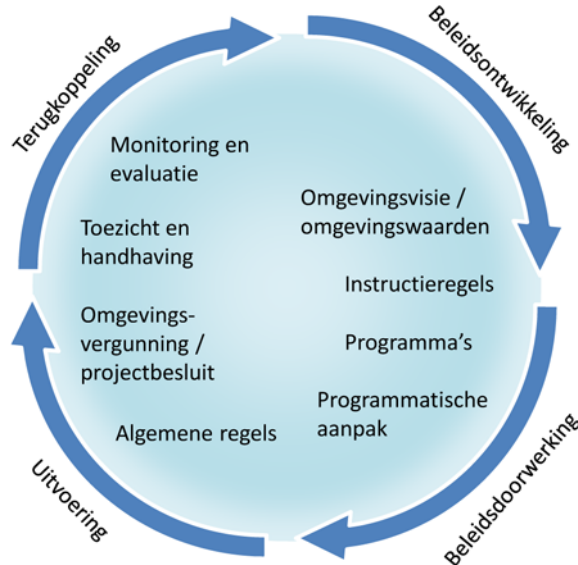 Terugkoppeling
Beleidsontwikkeling
Monitoring en
evaluatie
Omgevingsvisie /
omgevingswaarden
Toezicht en
handhaving
Instructieregels
Omgevings-
vergunning /
projectbesluit
Programma's
Programmatische
aanpak
Algemene regels
Uitvoering
Beleidsdoorwerking